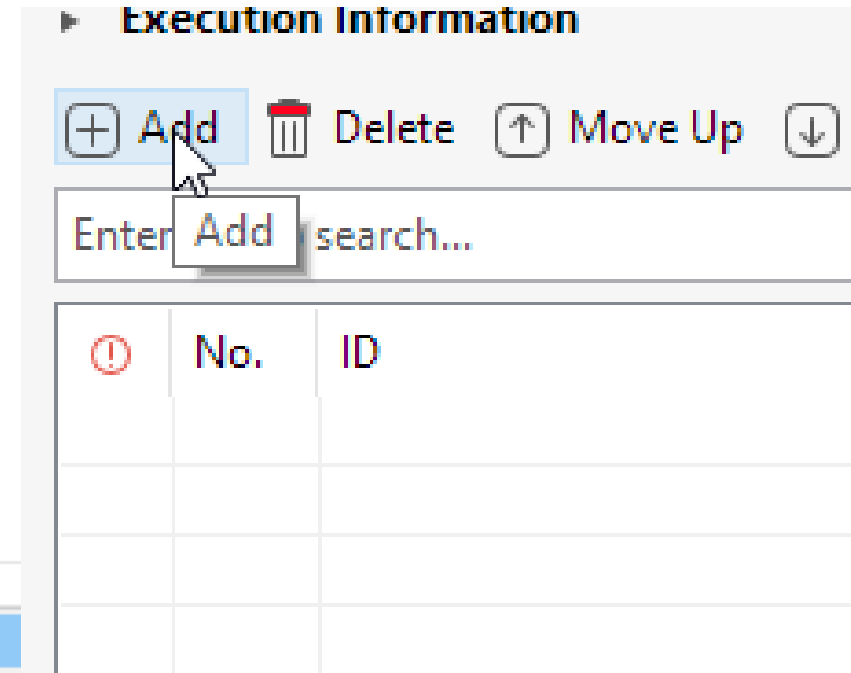 Execution Information
Add Delete Move Up
Enter search...
Add
No. ID